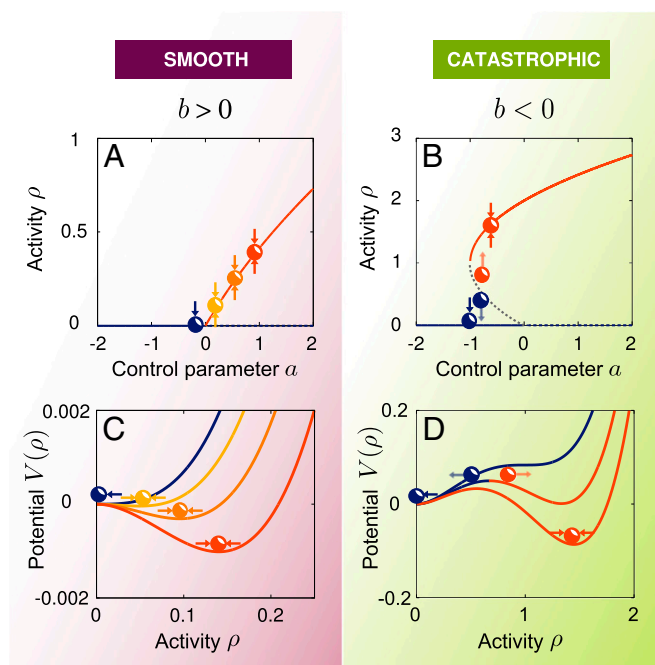 SMOOTH
CATASTROPHIC
b > 0
b < 0
A
B
1
0.5
0
-2
-1
0
1
2
Activity ρ
Control parameter a
3
2
1
0
-2
-1
0
1
2
Activity ρ
Control parameter a
C
D
0.002
0
-0.002
0
0.1
0.2
Potential V(ρ)
Activity ρ
0.2
0
-0.2
0
1
2
Potential V(ρ)
Activity ρ